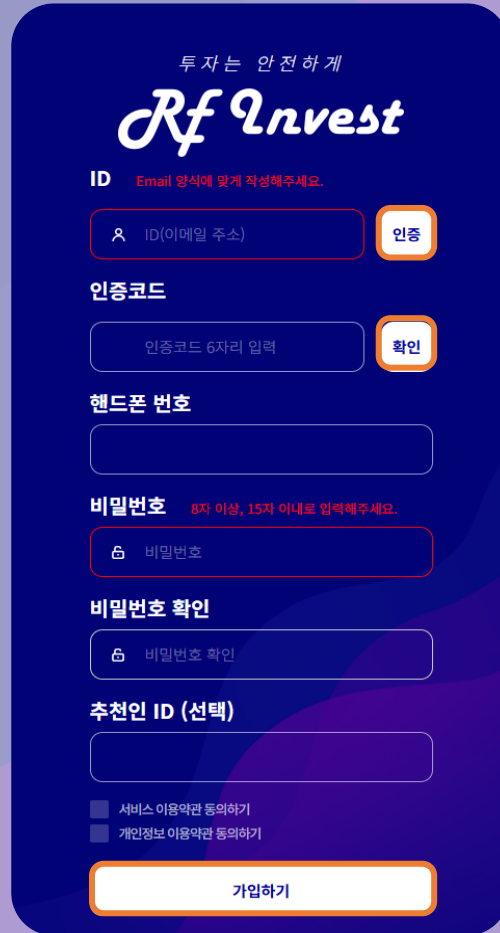 투자는 안전하게
Rf Invest
ID Email 양식에 맞게 작성해주세요.
ID(이메일 주소) 인증
인증코드
인증코드 6자리 입력 확인
핸드폰 번호
비밀번호 8자 이상, 15자 이내로 입력해주세요.
비밀번호
비밀번호 확인
비밀번호 확인
추천인 ID (선택)
서비스 이용약관 동의하기
개인정보 이용약관 동의하기
가입하기